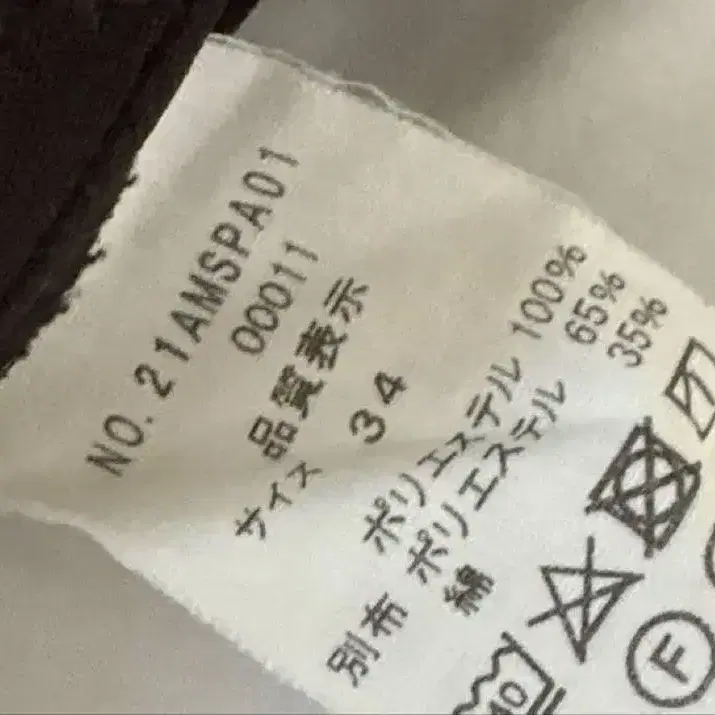 NO.21AMSPA01
00011
品質表示
サイズ 34
ポリエステル 100%
別布 ポリエステル 65%
綿 35%
40
F